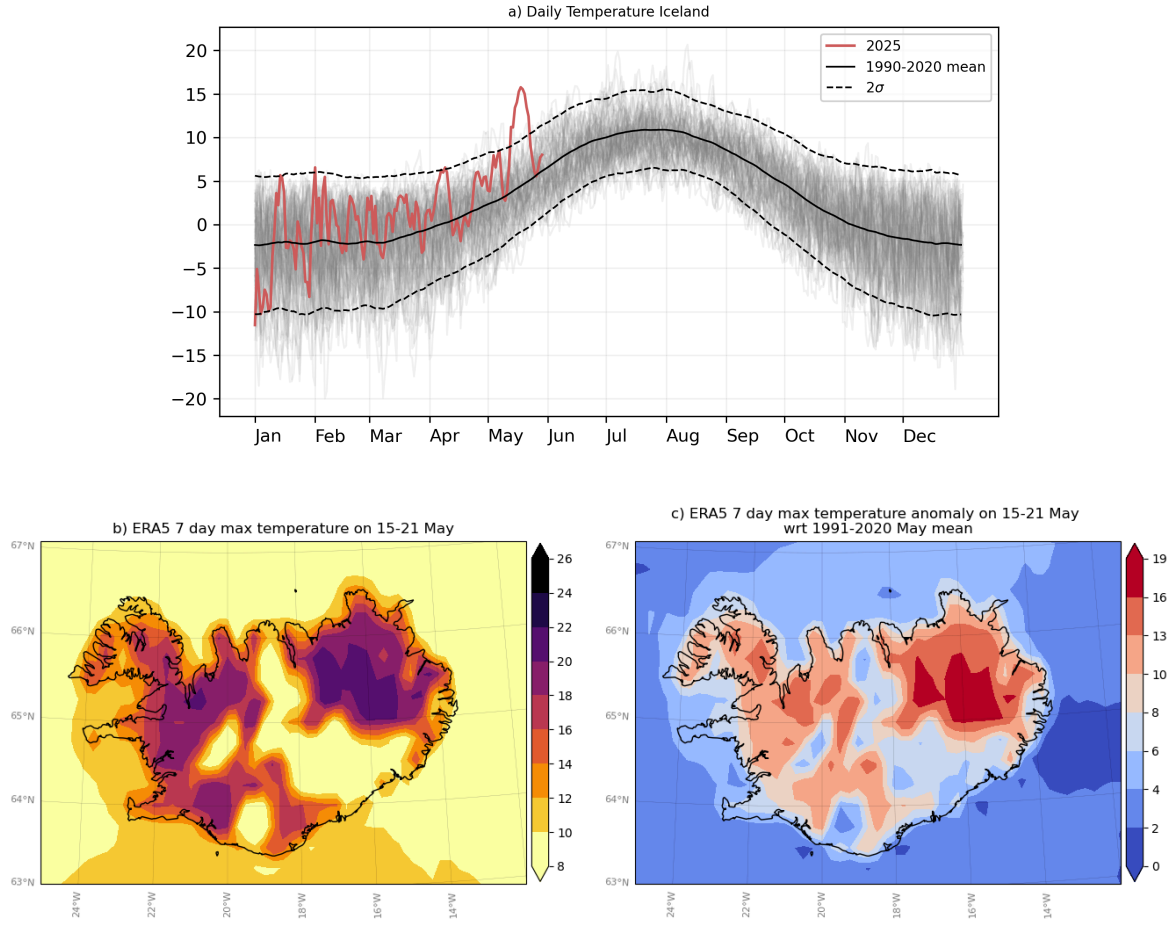 a) Daily Temperature Iceland
2025
1990-2020 mean
2σ
20
15
10
5
0
−5
−10
−15
−20
Jan Feb Mar Apr May Jun Jul Aug Sep Oct Nov Dec
b) ERA5 7 day max temperature on 15-21 May
67°N
66°N
65°N
64°N
63°N
24°W 22°W 20°W 18°W 16°W 14°W
26
24
22
20
18
16
14
12
10
8
c) ERA5 7 day max temperature anomaly on 15-21 May
wrt 1991-2020 May mean
67°N
66°N
65°N
64°N
63°N
24°W 22°W 20°W 18°W 16°W 14°W
19
16
13
10
8
6
4
2
0